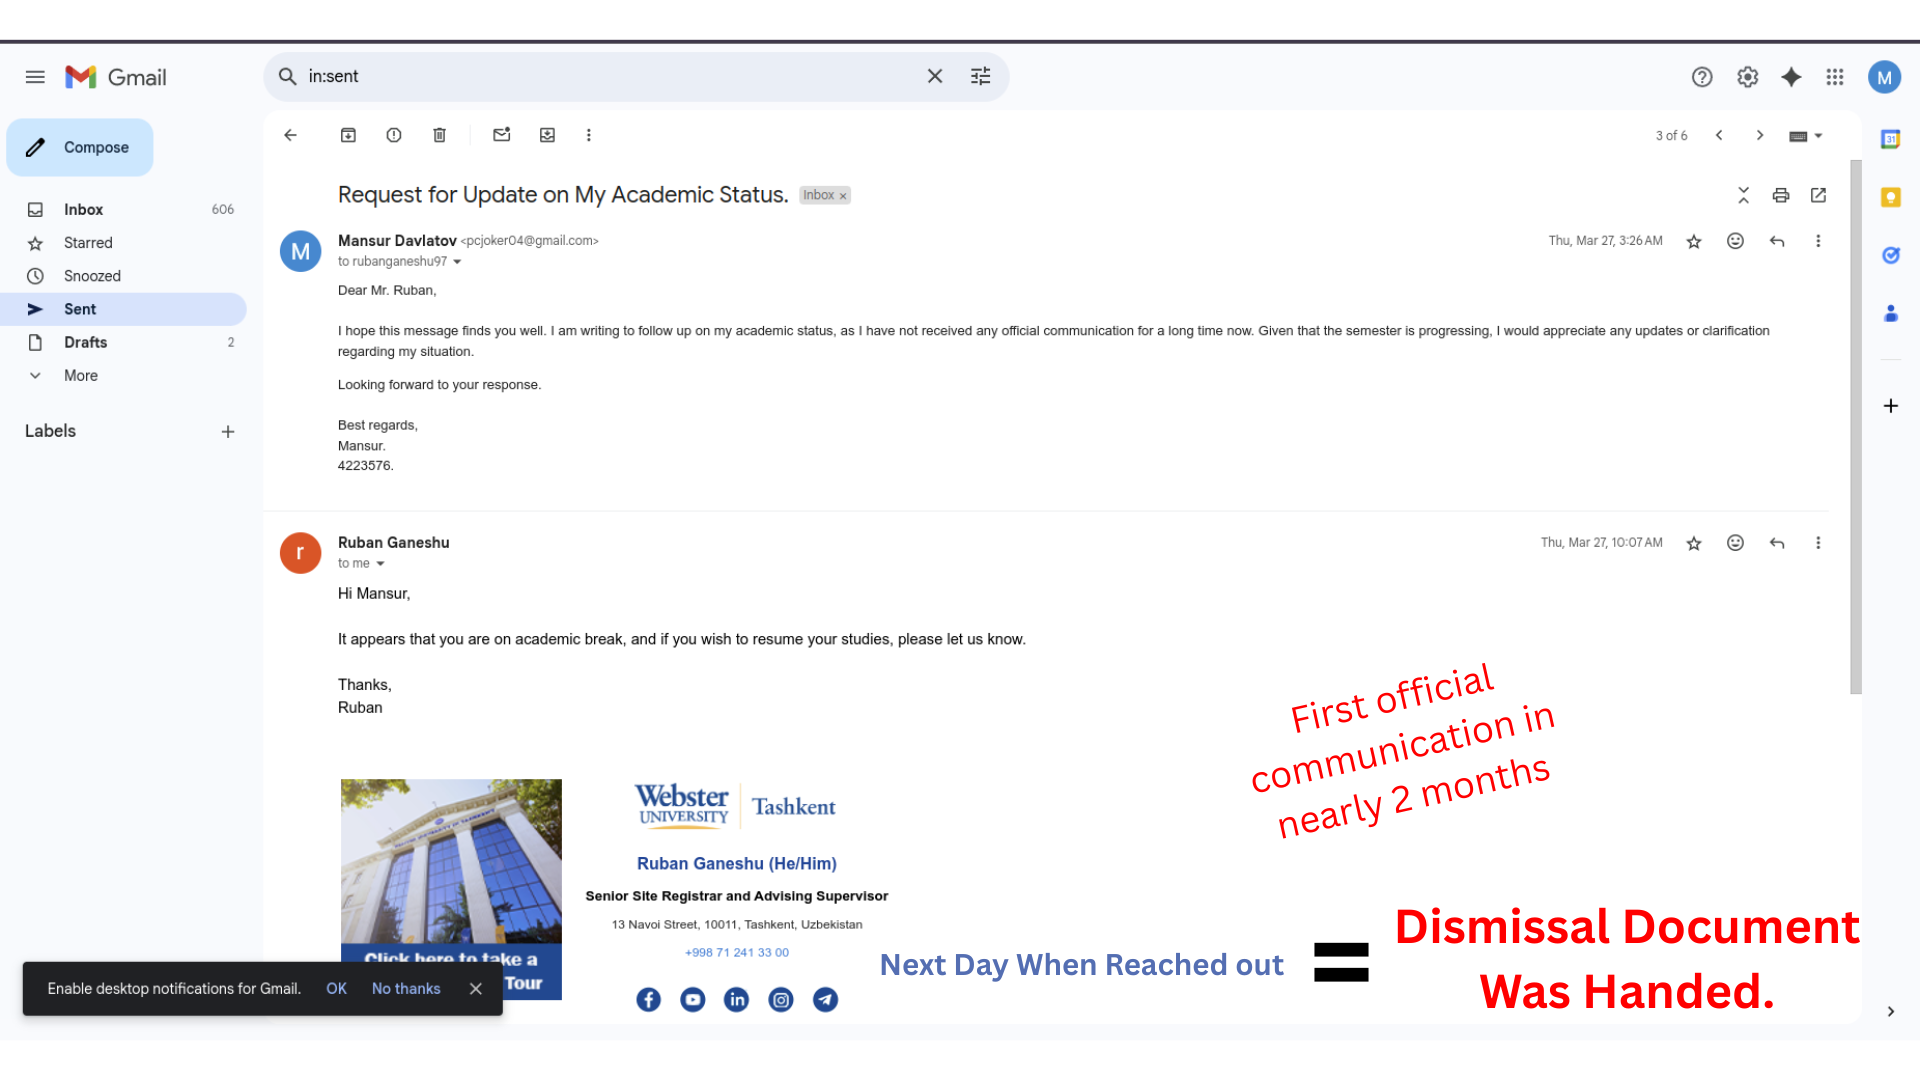 Gmail
in:sent
M
Compose
Inbox 606
Starred
Snoozed
Sent
Drafts 2
More
Labels
3 of 6
31
Request for Update on My Academic Status. Inbox x
M
Mansur Davlatov <pcjoker04@gmail.com>
Thu, Mar 27, 3:26 AM
to rubanganeshu97
Dear Mr. Ruban,
I hope this message finds you well. I am writing to follow up on my academic status, as I have not received any official communication for a long time now. Given that the semester is progressing, I would appreciate any updates or clarification
regarding my situation.
Looking forward to your response.
Best regards,
Mansur.
4223576.
r
Ruban Ganeshu
Thu, Mar 27, 10:07 AM
to me
Hi Mansur,
It appears that you are on academic break, and if you wish to resume your studies, please let us know.
Thanks,
Ruban
First official
communication in
nearly 2 months
Webster
UNIVERSITY
Tashkent
Ruban Ganeshu (He/Him)
Senior Site Registrar and Advising Supervisor
13 Navoi Street, 10011, Tashkent, Uzbekistan
+998 71 241 33 00
Click here to take a
Tour
Next Day When Reached out
=
Dismissal Document
Was Handed.
Enable desktop notifications for Gmail. OK No thanks